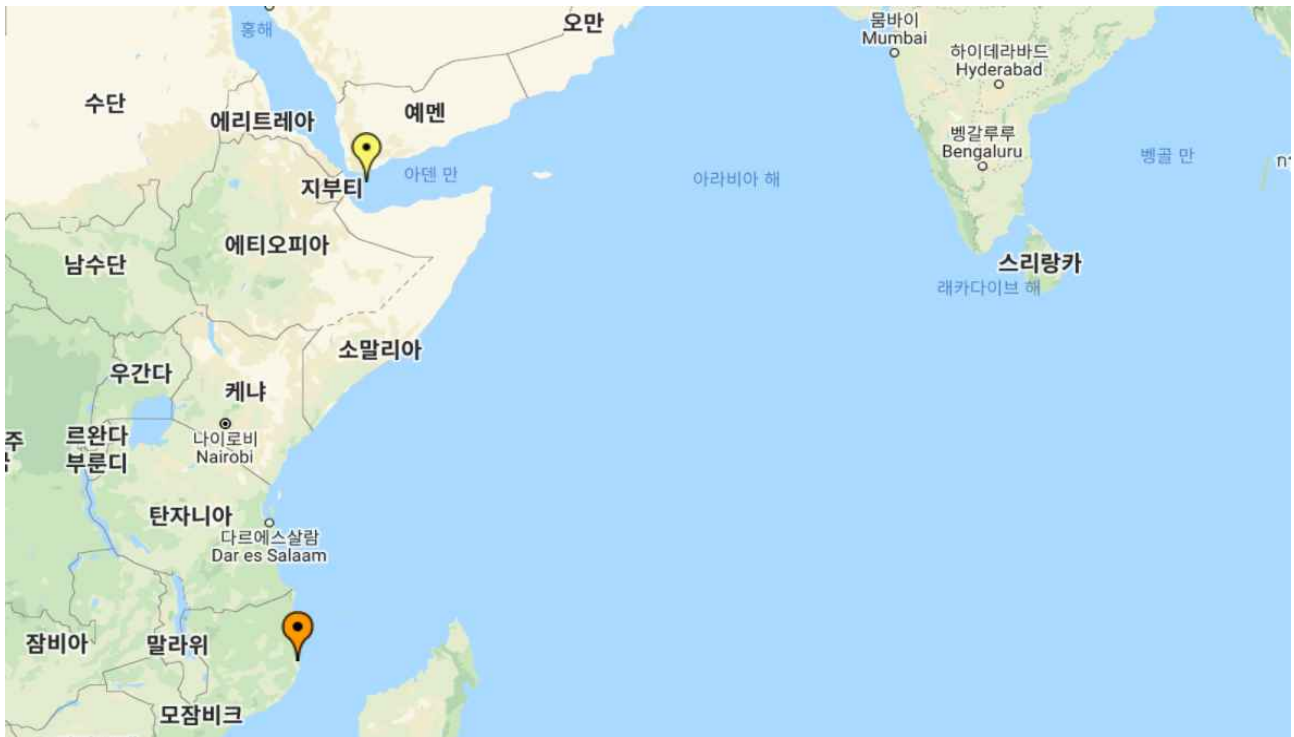 홍해
오만
뭄바이
Mumbai
하이데라바드
Hyderabad
수단
에리트레아
예멘
벵갈루루
Bengaluru
벵골 만
아덴 만
아라비아 해
지부티
에티오피아
남수단
스리랑카
래카다이브 해
소말리아
우간다
케냐
나이로비
Nairobi
주
르완다
부룬디
탄자니아
다르에스살람
Dar es Salaam
잠비아
말라위
모잠비크